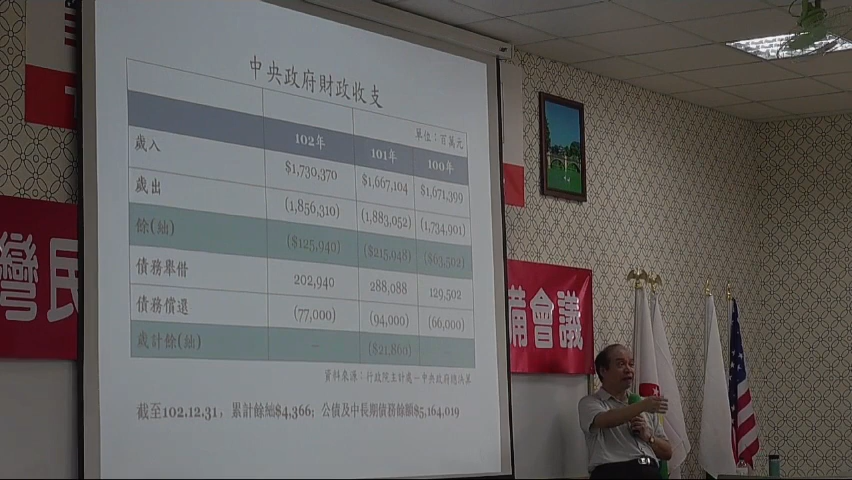 中央政府財政收支
單位：百萬元
102年 101年 100年
歲入 $1,730,370 $1,667,104 $1,671,399
歲出 (1,856,310) (1,883,052) (1,734,901)
餘(絀) ($125,940) ($215,948) ($63,502)
債務舉借 202,940 288,088 129,502
債務償還 (77,000) (94,000) (66,000)
歲計餘(絀) – ($21,860) –
資料來源：行政院主計處－中央政府總決算
截至102.12.31，累計餘絀$4,366；公債及中長期債務餘額$5,164,019
灣民
備會議